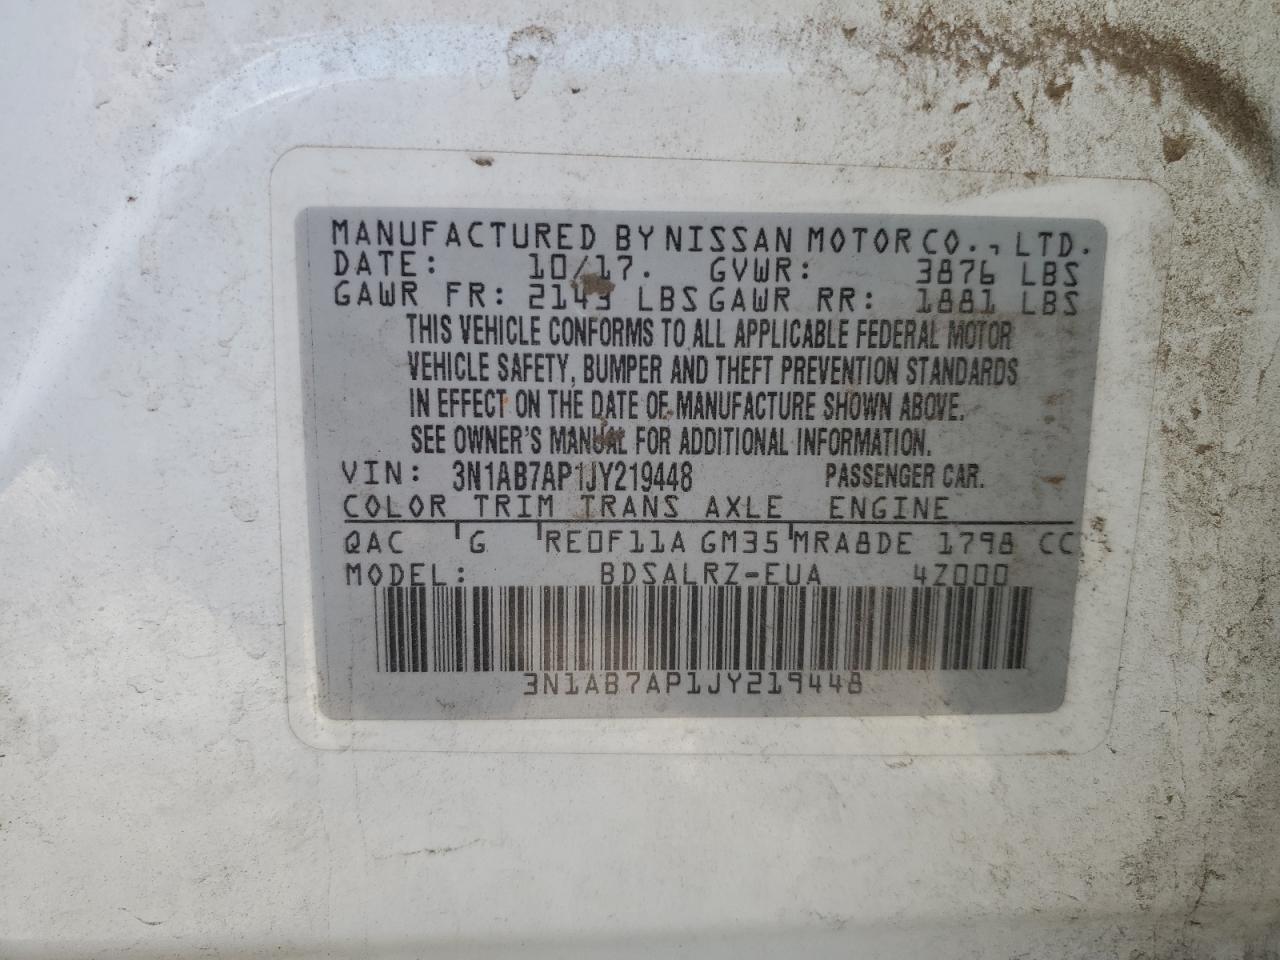 MANUFACTURED BY NISSAN MOTOR CO., LTD.
DATE: 10/17. GVWR: 3876 LBS
GAWR FR: 2143 LBS GAWR RR: 1881 LBS
THIS VEHICLE CONFORMS TO ALL APPLICABLE FEDERAL MOTOR
VEHICLE SAFETY, BUMPER AND THEFT PREVENTION STANDARDS
IN EFFECT ON THE DATE OF MANUFACTURE SHOWN ABOVE.
SEE OWNER'S MANUAL FOR ADDITIONAL INFORMATION.
VIN: 3N1AB7AP1JY219448 PASSENGER CAR.
COLOR TRIM TRANS AXLE ENGINE
QAC G RE0F11A GM35 MRA8DE 1798 CC
MODEL: BDSALRZ-EUA 4Z000
3N1AB7AP1JY219448